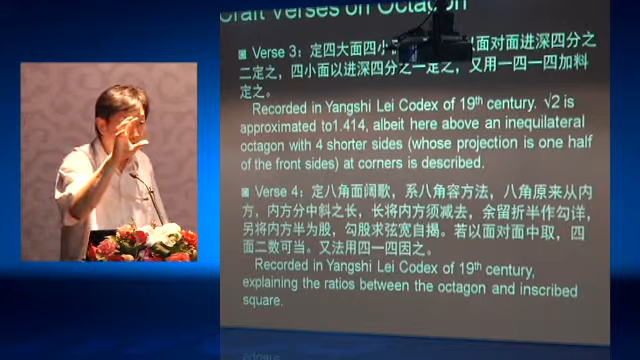 Craft Verses on Octagon
Verse 3：定四大面四小面
面对面进深四分之
二定之，四小面以进深四分之一定之，又用一四一四加料
定之。
Recorded in Yangshi Lei Codex of 19th century. √2 is
approximated to1.414, albeit here above an inequilateral
octagon with 4 shorter sides (whose projection is one half
of the front sides) at corners is described.
Verse 4：定八角面阔歌，系八角容方法，八角原来从内
方，内方分中斜之长，长将内方须减去，余留折半作勾详，
另将内方半为股，勾股求弦宽自揭。若以面对面中取，四
面二数可当。又法用四一四因之。
Recorded in Yangshi Lei Codex of 19th century,
explaining the ratios between the octagon and inscribed
square.